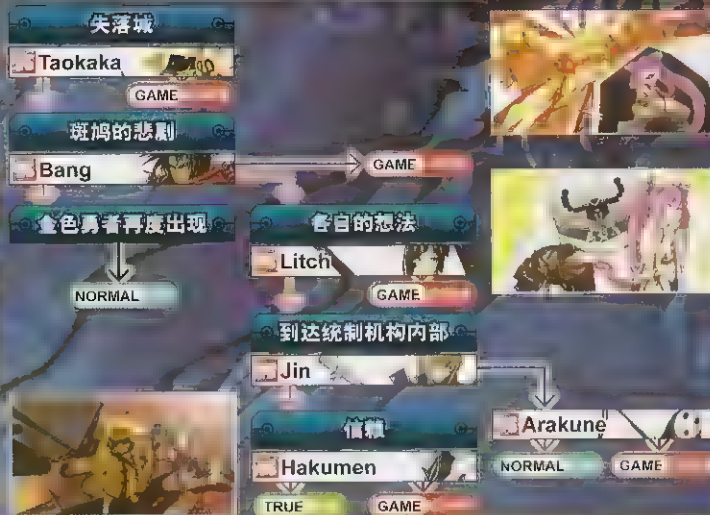 失落城
Taokaka
GAME
斑鸠的悲剧
Bang
GAME
金色勇者再度出现
NORMAL
各自的想法
Litch
GAME
到达统制机构内部
Jin
Hakumen
TRUE
GAME
Arakune
NORMAL
GAME